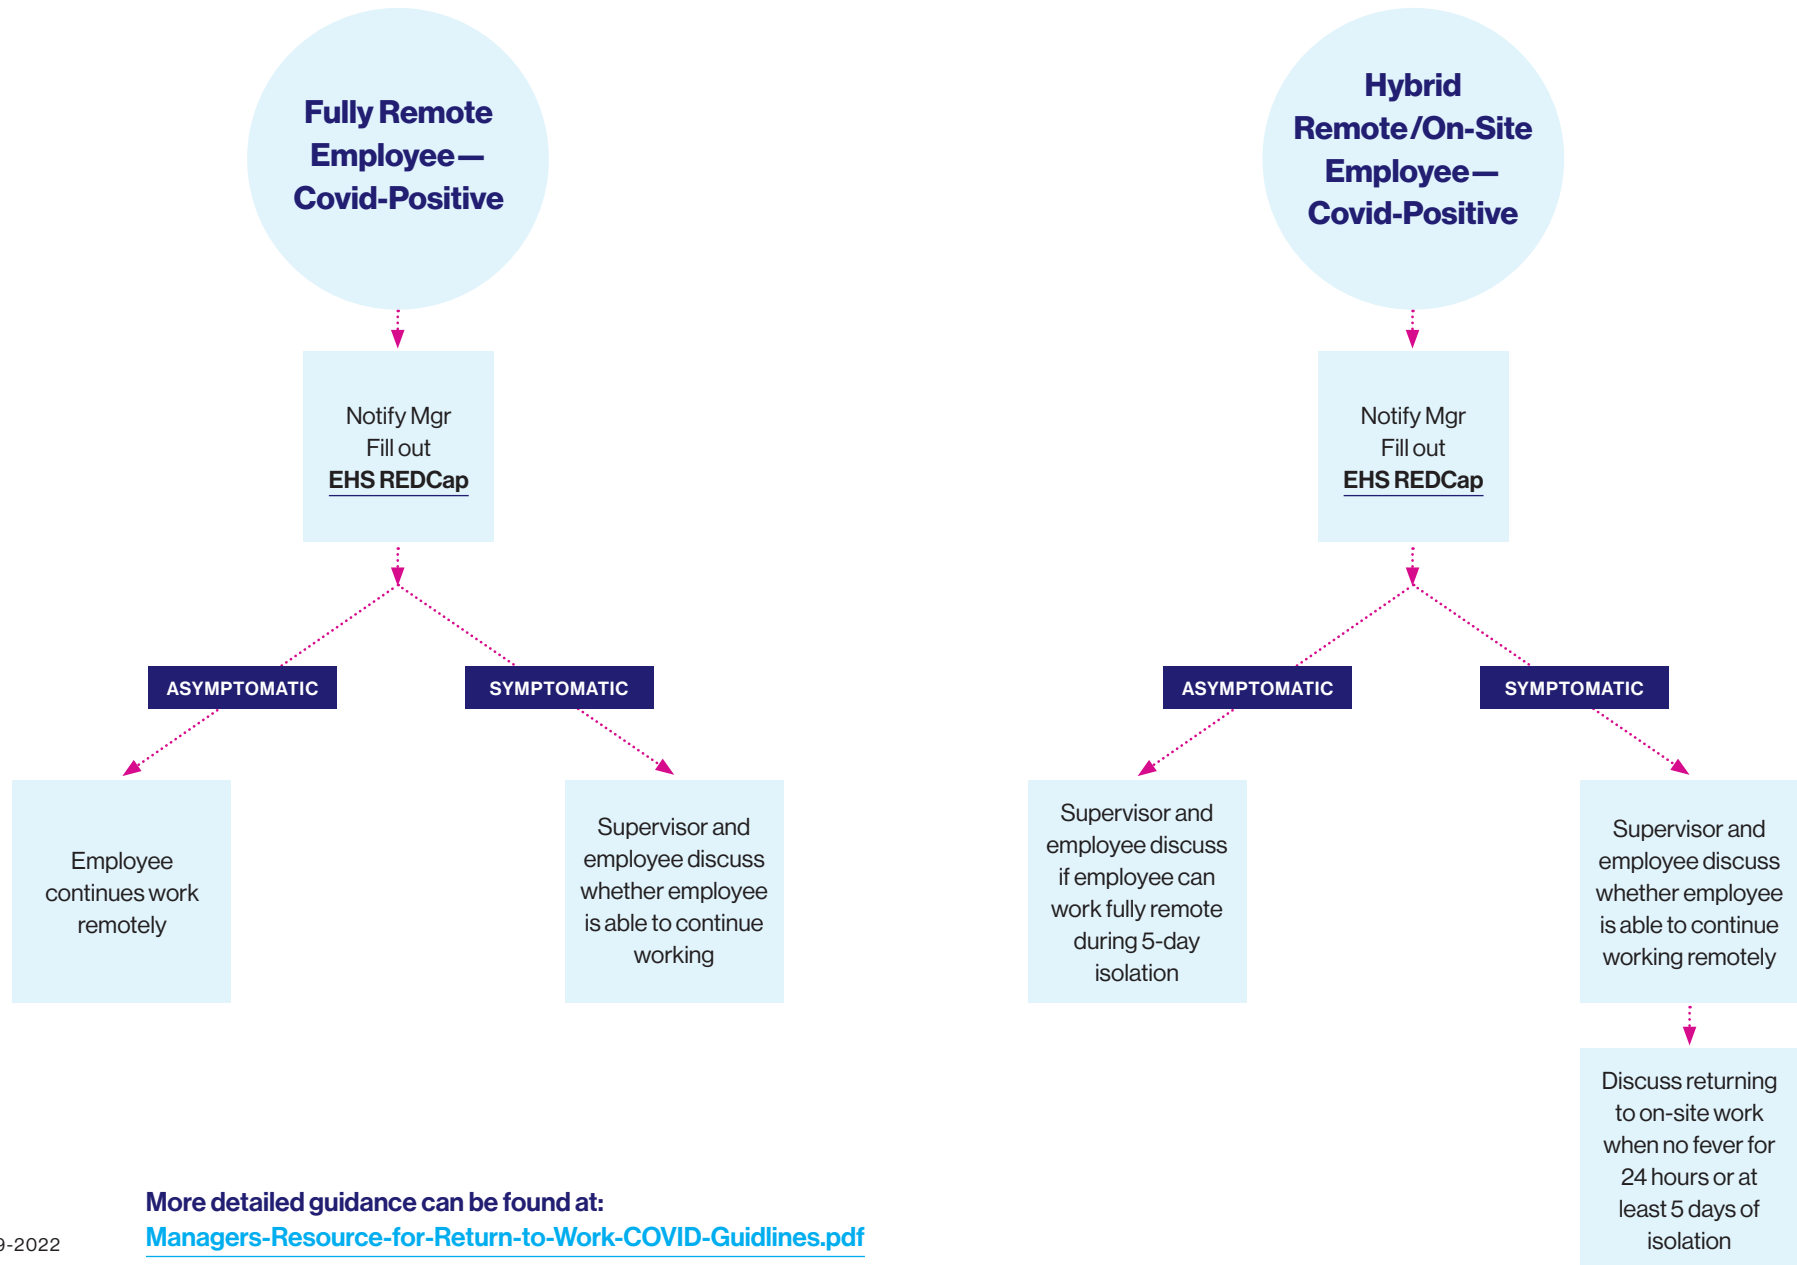 Fully Remote
Employee—
Covid-Positive
Notify Mgr
Fill out
EHS REDCap
ASYMPTOMATIC
SYMPTOMATIC
Employee
continues work
remotely
Supervisor and
employee discuss
whether employee
is able to continue
working
Hybrid
Remote/On-Site
Employee—
Covid-Positive
Notify Mgr
Fill out
EHS REDCap
ASYMPTOMATIC
SYMPTOMATIC
Supervisor and
employee discuss
if employee can
work fully remote
during 5-day
isolation
Supervisor and
employee discuss
whether employee
is able to continue
working remotely
Discuss returning
to on-site work
when no fever for
24 hours or at
least 5 days of
isolation
More detailed guidance can be found at:
Managers-Resource-for-Return-to-Work-COVID-Guidlines.pdf
9-2022